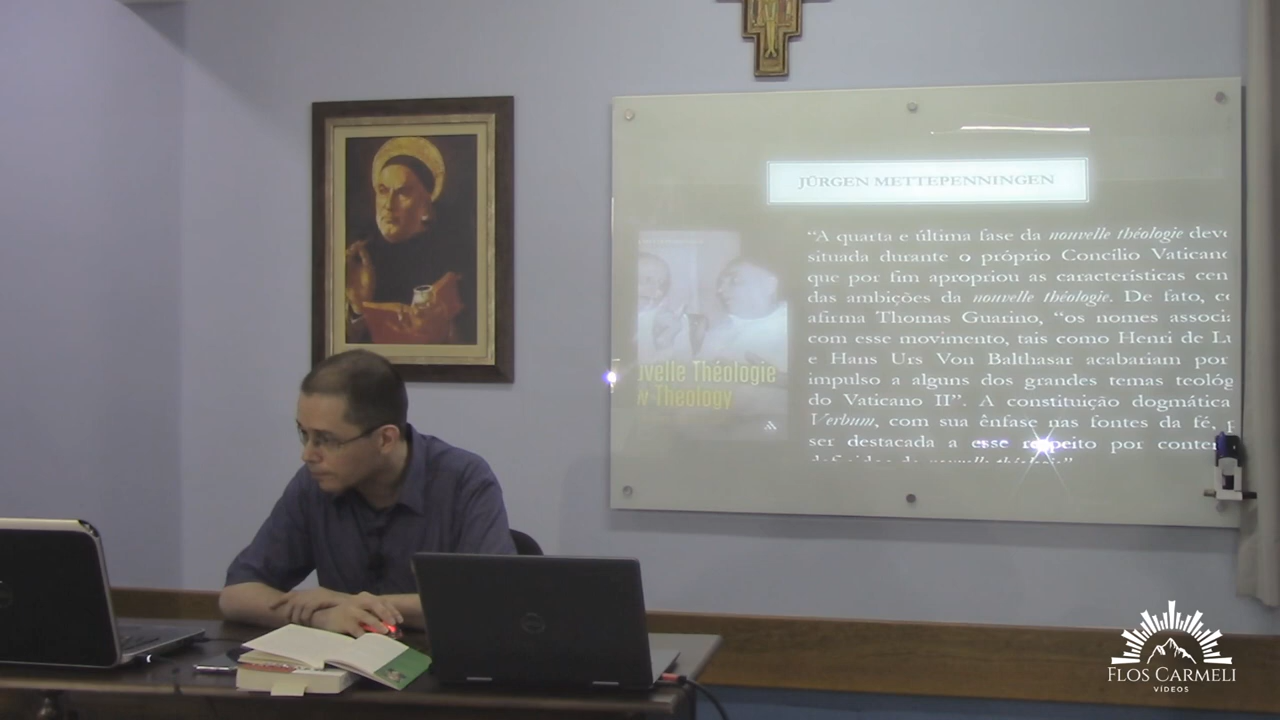 JÜRGEN METTEPENNINGEN
“A quarta e última fase da nouvelle théologie deve
situada durante o próprio Concílio Vaticano
que por fim apropriou as características cen
das ambições da nouvelle théologie. De fato, co
afirma Thomas Guarino, “os nomes associa
com esse movimento, tais como Henri de Lu
e Hans Urs Von Balthasar acabariam por
impulso a alguns dos grandes temas teológ
do Vaticano II”. A constituição dogmática
Verbum, com sua ênfase nas fontes da fé, p
ser destacada a esse respeito por conter
nouvelle théologie”
uvelle Théologie
w Theology
FLOS CARMELI
VÍDEOS